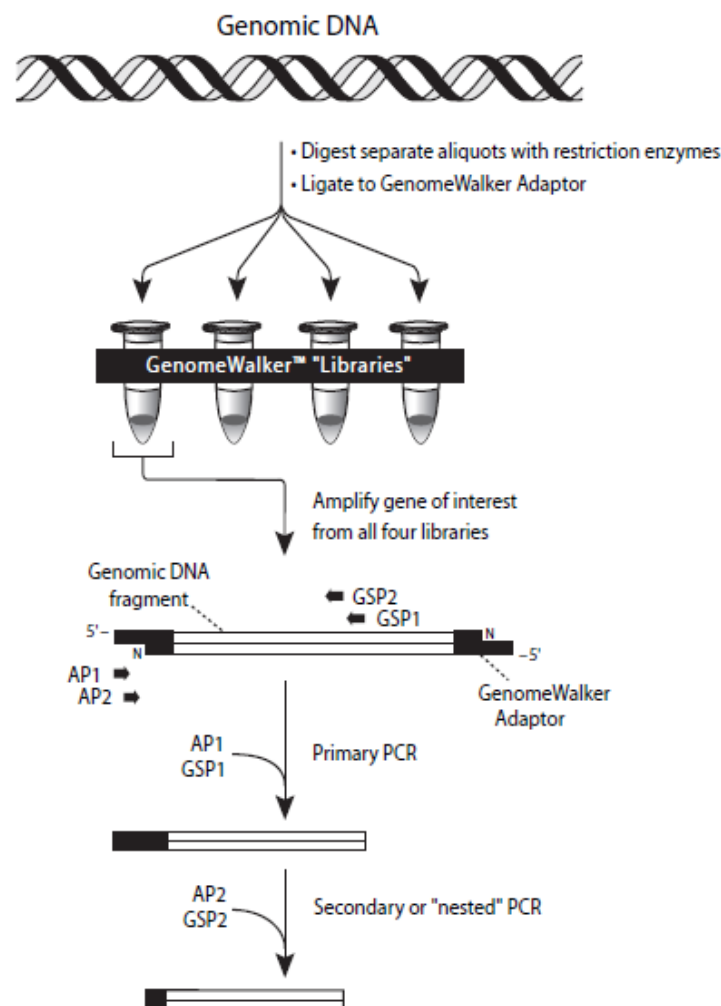 Genomic DNA
• Digest separate aliquots with restriction enzymes
• Ligate to GenomeWalker Adaptor
GenomeWalker™ "Libraries"
Amplify gene of interest
from all four libraries
Genomic DNA
fragment
GSP2
GSP1
5'–
N
N
–5'
AP1
AP2
GenomeWalker
Adaptor
AP1
GSP1
Primary PCR
AP2
GSP2
Secondary or "nested" PCR